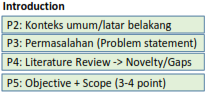 Introduction
P2: Konteks umum/latar belakang
P3: Permasalahan (Problem statement)
P4: Literature Review -> Novelty/Gaps
P5: Objective + Scope (3-4 point)